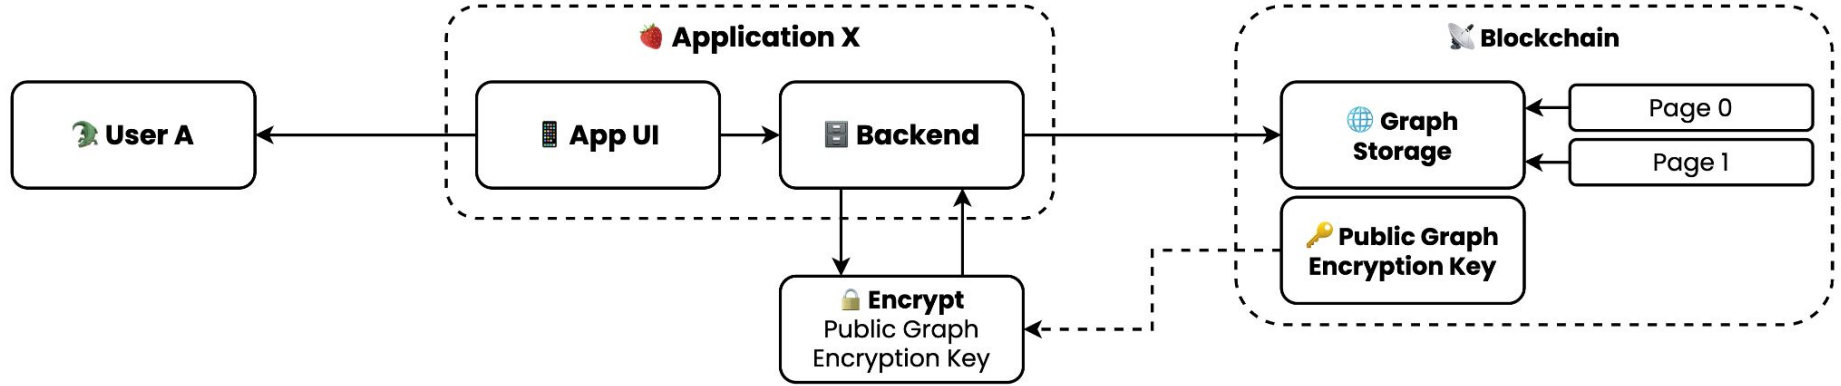 Application X
Blockchain
User A
App UI
Backend
Graph
Storage
Page 0
Page 1
Public Graph
Encryption Key
Encrypt
Public Graph
Encryption Key